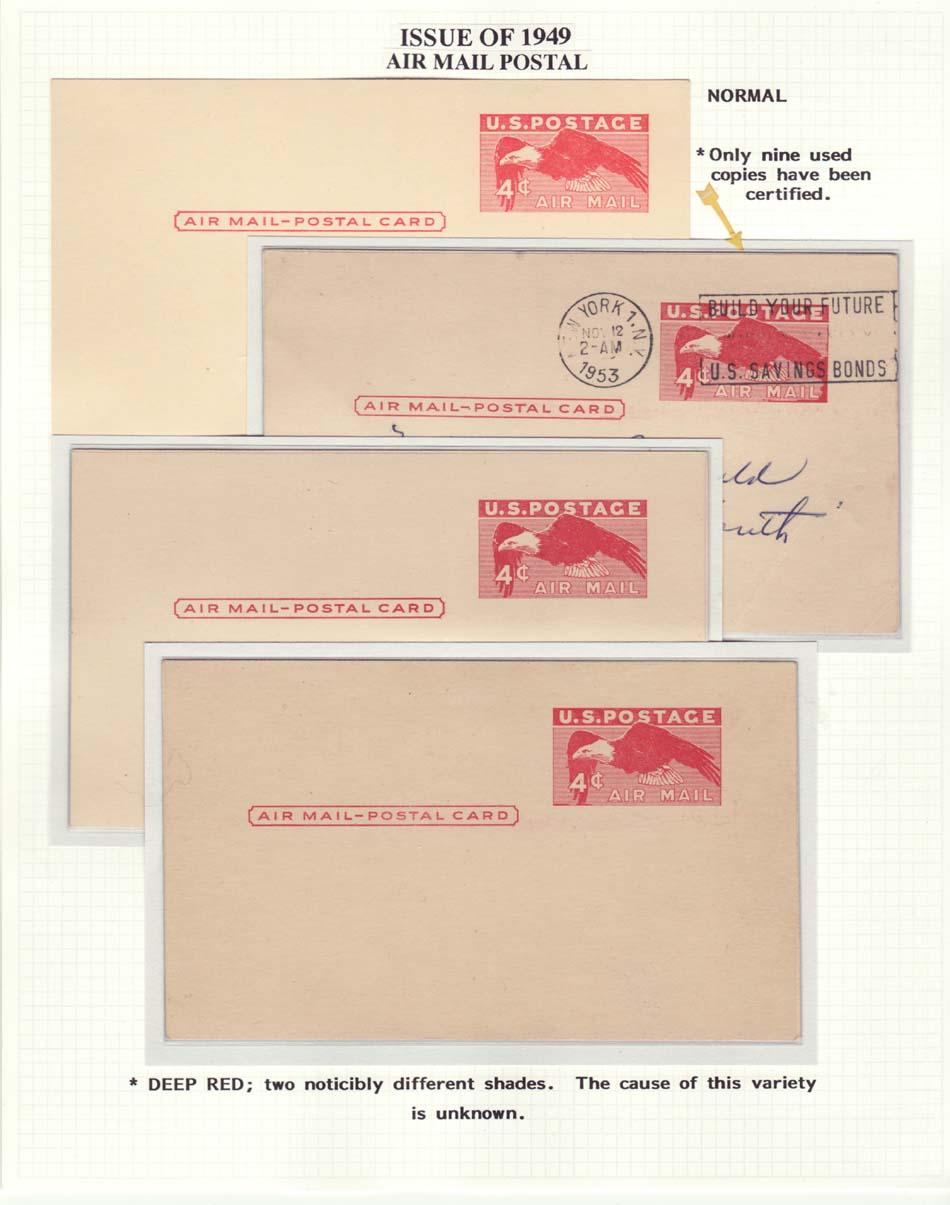 ISSUE OF 1949
AIR MAIL POSTAL
NORMAL
U.S.POSTAGE
4¢
AIR MAIL
AIR MAIL-POSTAL CARD
* Only nine used
copies have been
certified.
NEW YORK 1, N.Y.
NOV 12
2-AM
1953
U.S.POSTAGE
4¢
AIR MAIL
BUILD YOUR FUTURE
U.S. SAVINGS BONDS
AIR MAIL-POSTAL CARD
U.S.POSTAGE
4¢
AIR MAIL
AIR MAIL-POSTAL CARD
U.S.POSTAGE
4¢
AIR MAIL
AIR MAIL-POSTAL CARD
* DEEP RED; two noticibly different shades. The cause of this variety
is unknown.